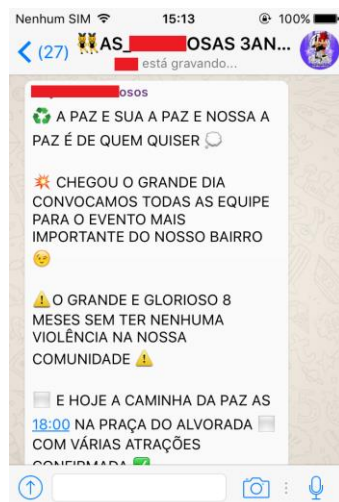 Nenhum SIM 15:13 100%
(27) AS_ OSAS 3AN...
está gravando...
osos
A PAZ E SUA A PAZ E NOSSA A
PAZ É DE QUEM QUISER
CHEGOU O GRANDE DIA
CONVOCAMOS TODAS AS EQUIPE
PARA O EVENTO MAIS
IMPORTANTE DO NOSSO BAIRRO
O GRANDE E GLORIOSO 8
MESES SEM TER NENHUMA
VIOLÊNCIA NA NOSSA
COMUNIDADE
E HOJE A CAMINHA DA PAZ AS
18:00 NA PRAÇA DO ALVORADA
COM VÁRIAS ATRAÇÕES
CONFIRMADA